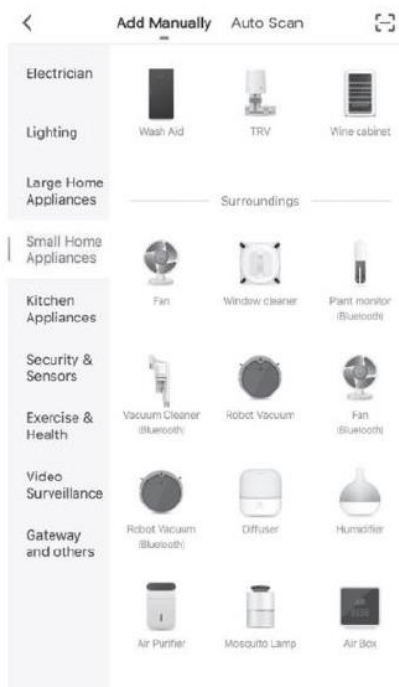 Add Manually Auto Scan
Electrician
Lighting
Large Home
Appliances
Small Home
Appliances
Kitchen
Appliances
Security &
Sensors
Exercise &
Health
Video
Surveillance
Gateway
and others
Wash Aid TRV Wine cabinet
Surroundings
Fan Window cleaner Plant monitor
(Bluetooth)
Vacuum Cleaner Robot Vacuum Fan
(Bluetooth) (Bluetooth)
Robot Vacuum Diffuser Humidifier
(Bluetooth)
Air Purifier Mosquito Lamp Air Box